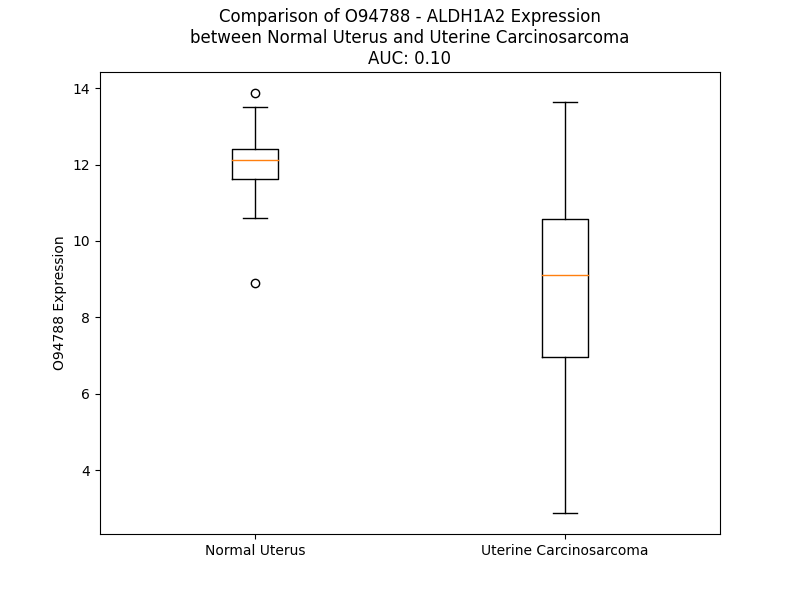 Comparison of O94788 - ALDH1A2 Expression
between Normal Uterus and Uterine Carcinosarcoma
AUC: 0.10
14
12
10
8
6
4
O94788 Expression
Normal Uterus
Uterine Carcinosarcoma